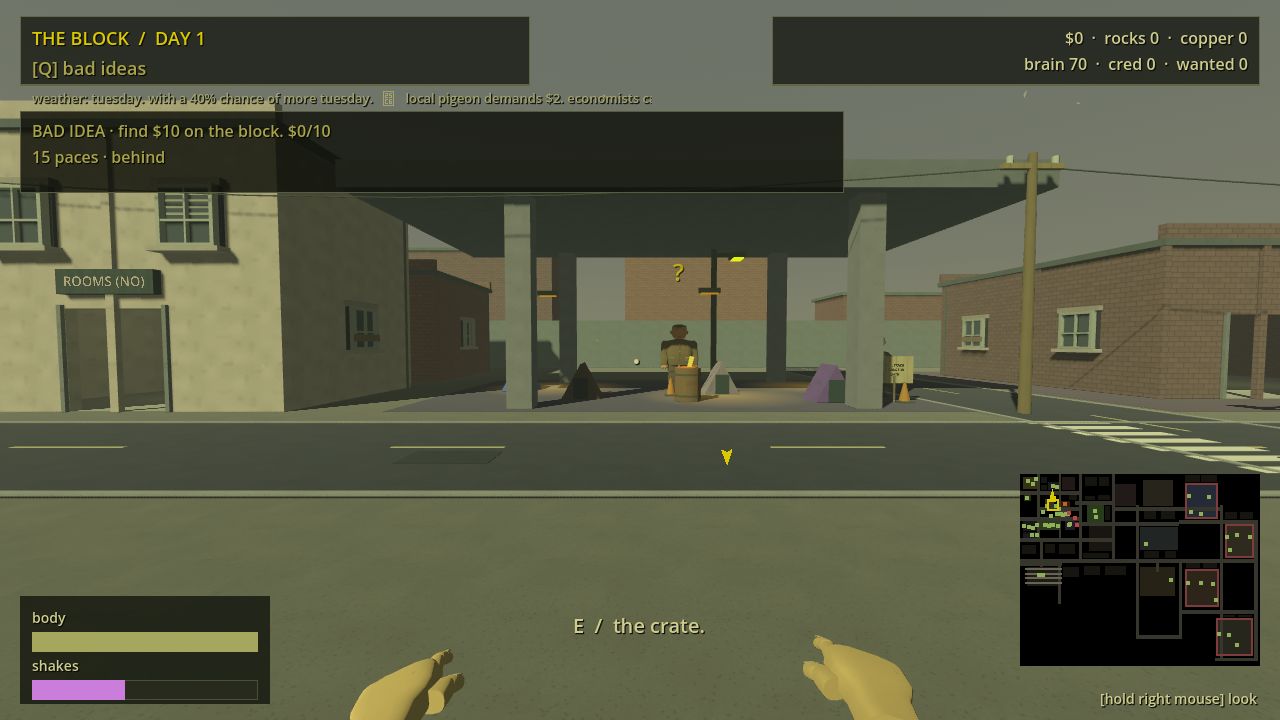 THE BLOCK / DAY 1
[Q] bad ideas
$0 · rocks 0 · copper 0
brain 70 · cred 0 · wanted 0
weather: tuesday. with a 40% chance of more tuesday. local pigeon demands $2. economists
BAD IDEA · find $10 on the block. $0/10
15 paces · behind
ROOMS (NO)
?
E / the crate.
body
shakes
[hold right mouse] look